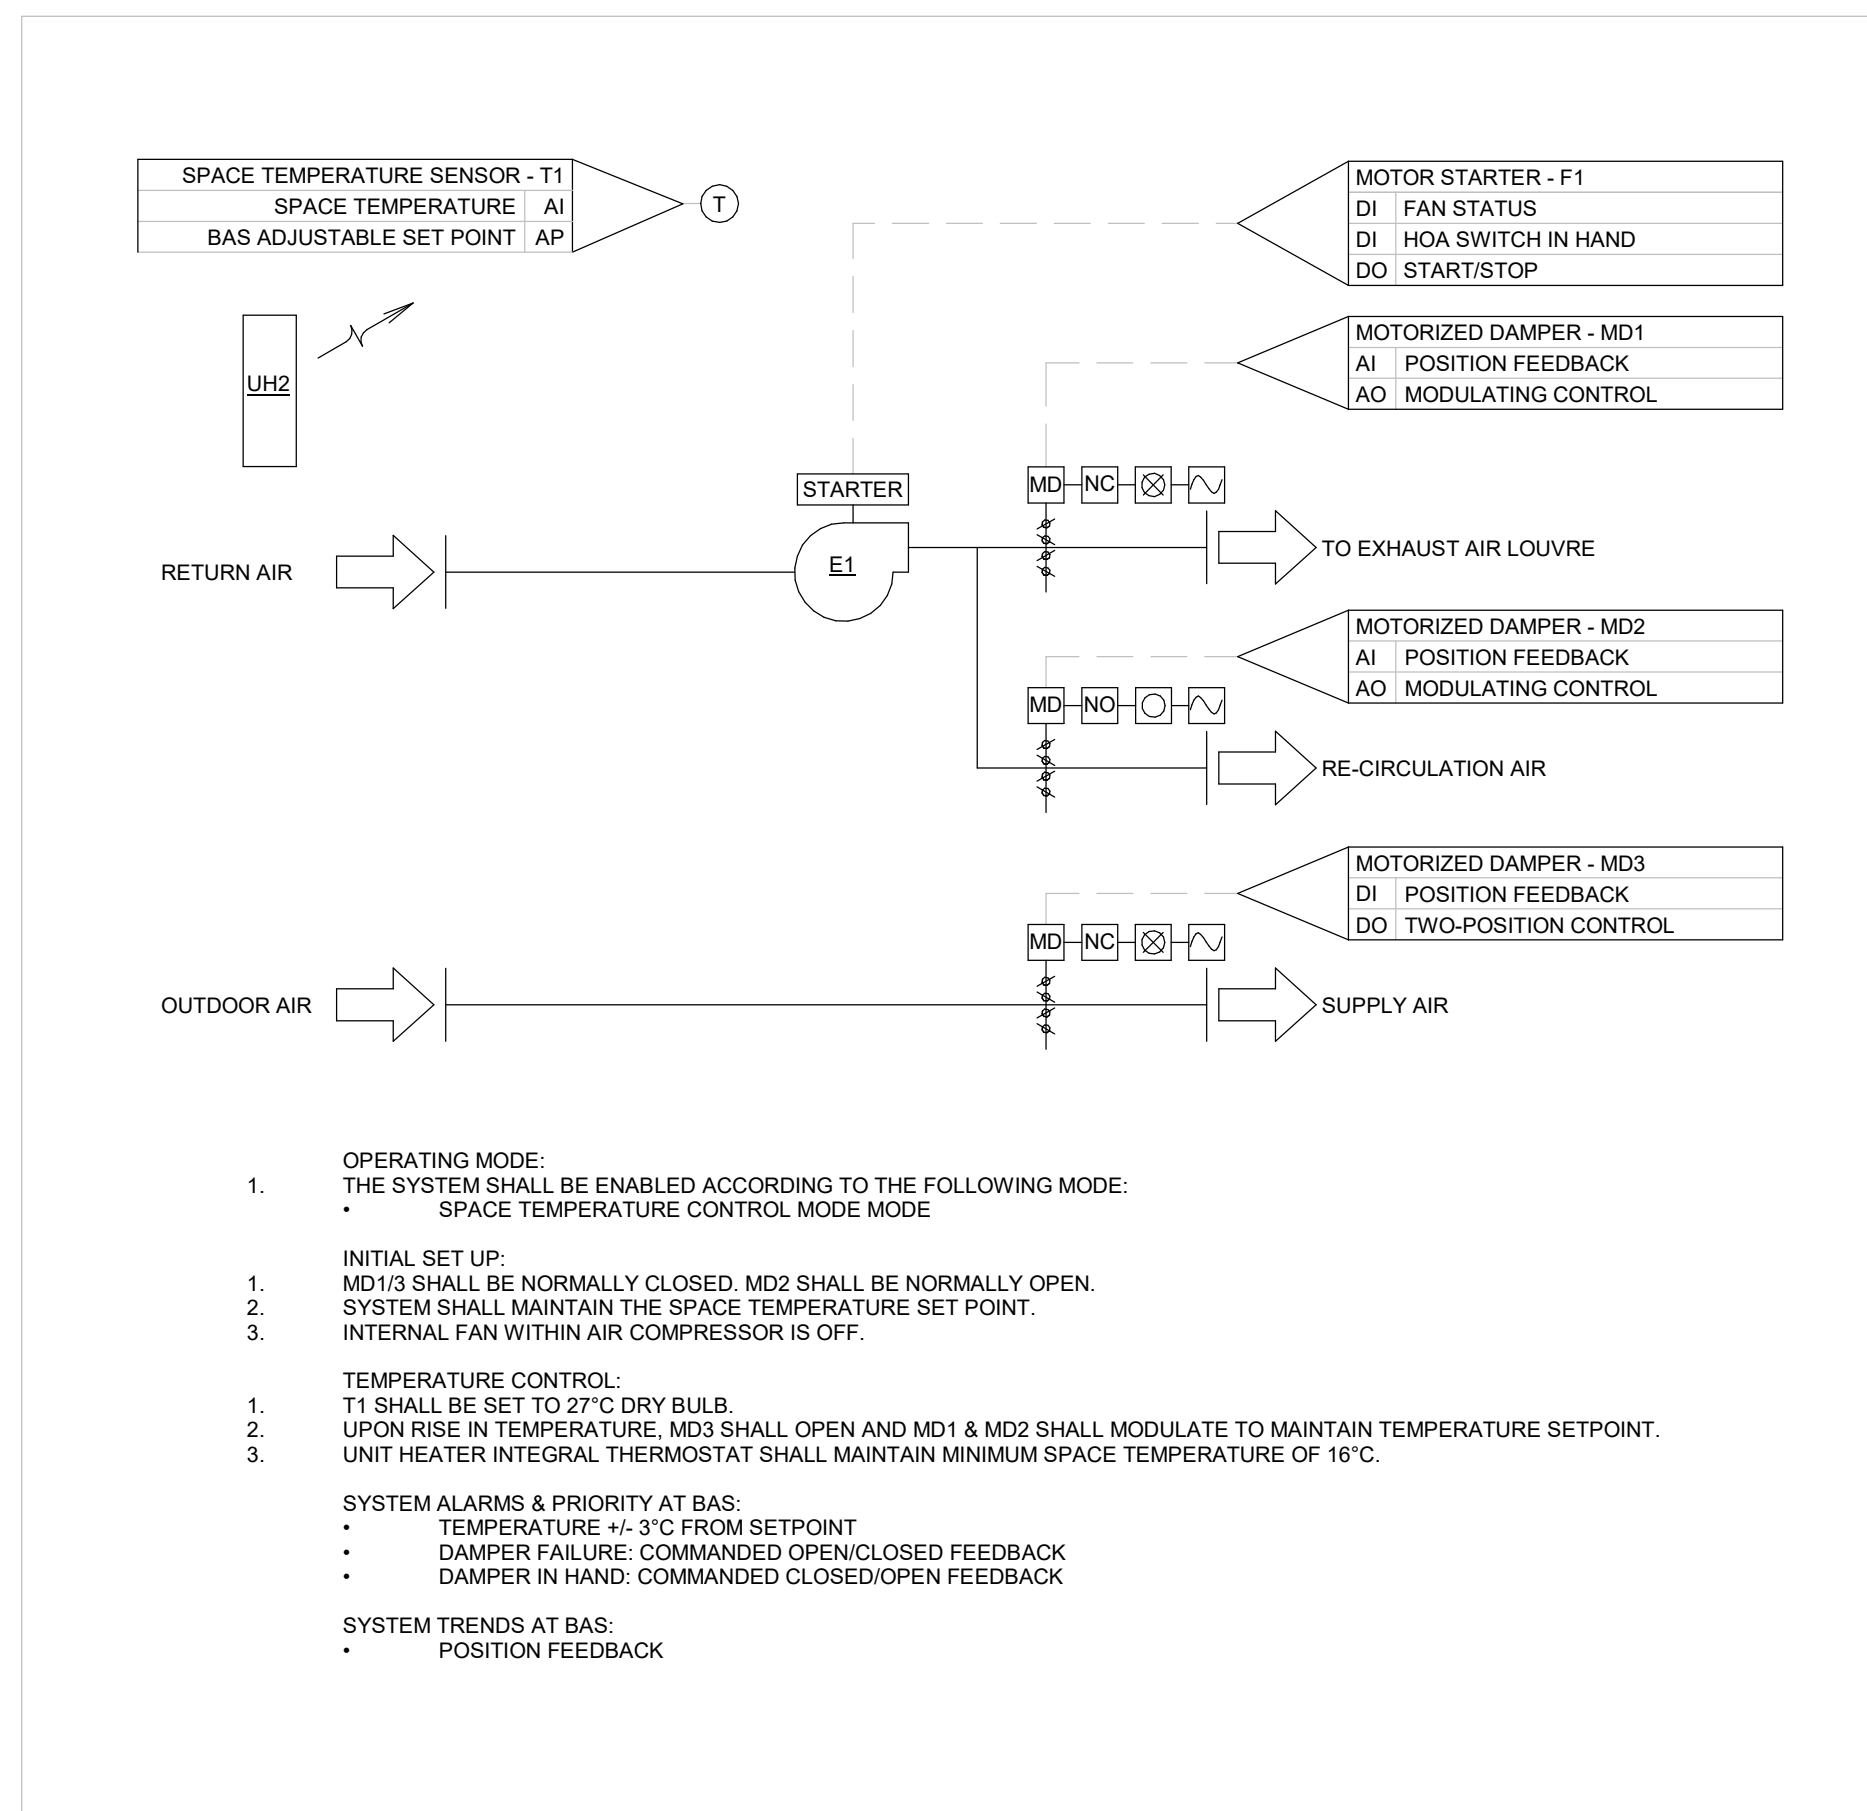 SPACE TEMPERATURE SENSOR - T1
SPACE TEMPERATURE AI
BAS ADJUSTABLE SET POINT AP
T
MOTOR STARTER - F1
DI FAN STATUS
DI HOA SWITCH IN HAND
DO START/STOP
UH2
MOTORIZED DAMPER - MD1
AI POSITION FEEDBACK
AO MODULATING CONTROL
STARTER
MD NC
E1
RETURN AIR
TO EXHAUST AIR LOUVRE
MOTORIZED DAMPER - MD2
AI POSITION FEEDBACK
AO MODULATING CONTROL
MD NO
RE-CIRCULATION AIR
MOTORIZED DAMPER - MD3
DI POSITION FEEDBACK
DO TWO-POSITION CONTROL
MD NC
OUTDOOR AIR
SUPPLY AIR
OPERATING MODE:
1. THE SYSTEM SHALL BE ENABLED ACCORDING TO THE FOLLOWING MODE:
• SPACE TEMPERATURE CONTROL MODE MODE
INITIAL SET UP:
1. MD1/3 SHALL BE NORMALLY CLOSED. MD2 SHALL BE NORMALLY OPEN.
2. SYSTEM SHALL MAINTAIN THE SPACE TEMPERATURE SET POINT.
3. INTERNAL FAN WITHIN AIR COMPRESSOR IS OFF.
TEMPERATURE CONTROL:
1. T1 SHALL BE SET TO 27°C DRY BULB.
2. UPON RISE IN TEMPERATURE, MD3 SHALL OPEN AND MD1 & MD2 SHALL MODULATE TO MAINTAIN TEMPERATURE SETPOINT.
3. UNIT HEATER INTEGRAL THERMOSTAT SHALL MAINTAIN MINIMUM SPACE TEMPERATURE OF 16°C.
SYSTEM ALARMS & PRIORITY AT BAS:
• TEMPERATURE +/- 3°C FROM SETPOINT
• DAMPER FAILURE: COMMANDED OPEN/CLOSED FEEDBACK
• DAMPER IN HAND: COMMANDED CLOSED/OPEN FEEDBACK
SYSTEM TRENDS AT BAS:
• POSITION FEEDBACK